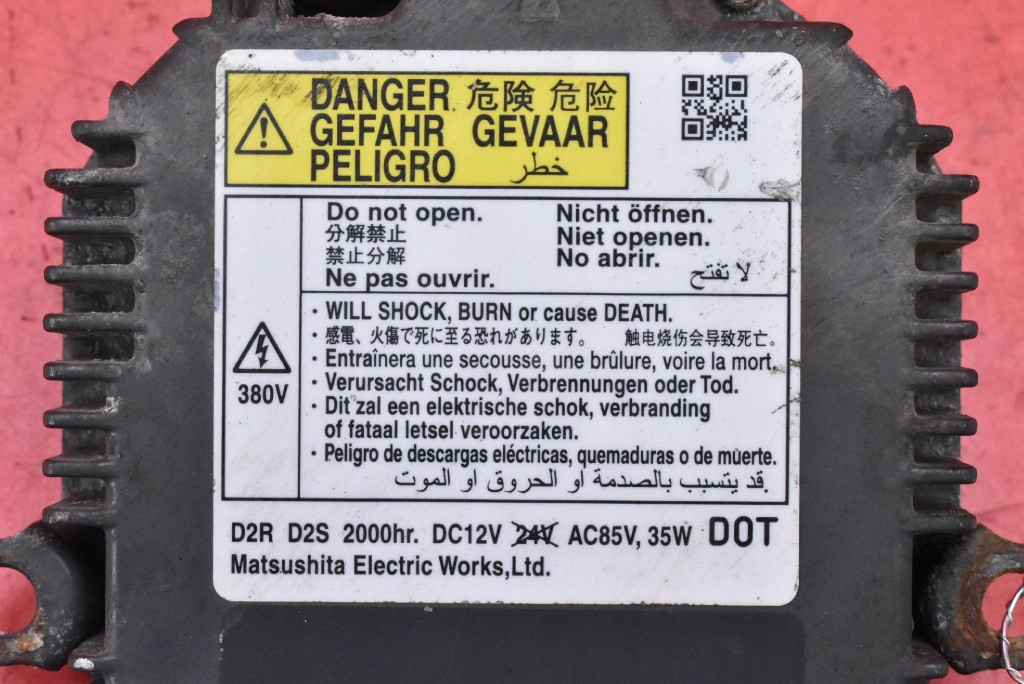 DANGER 危険 危险
GEFAHR GEVAAR
PELIGRO خطر
Do not open.
分解禁止
禁止分解
Ne pas ouvrir.
Nicht öffnen.
Niet openen.
No abrir.
لا تفتح
380V
· WILL SHOCK, BURN or cause DEATH.
· 感電、火傷で死に至る恐れがあります。 触电烧伤会导致死亡。
· Entraînera une secousse, une brûlure, voire la mort.
· Verursacht Schock, Verbrennungen oder Tod.
· Dit zal een elektrische schok, verbranding
of fataal letsel veroorzaken.
· Peligro de descargas eléctricas, quemaduras o de muerte.
قد يتسبب بالصدمة او الحروق او الموت.
D2R D2S 2000hr. DC12V 24V AC85V, 35W DOT
Matsushita Electric Works,Ltd.